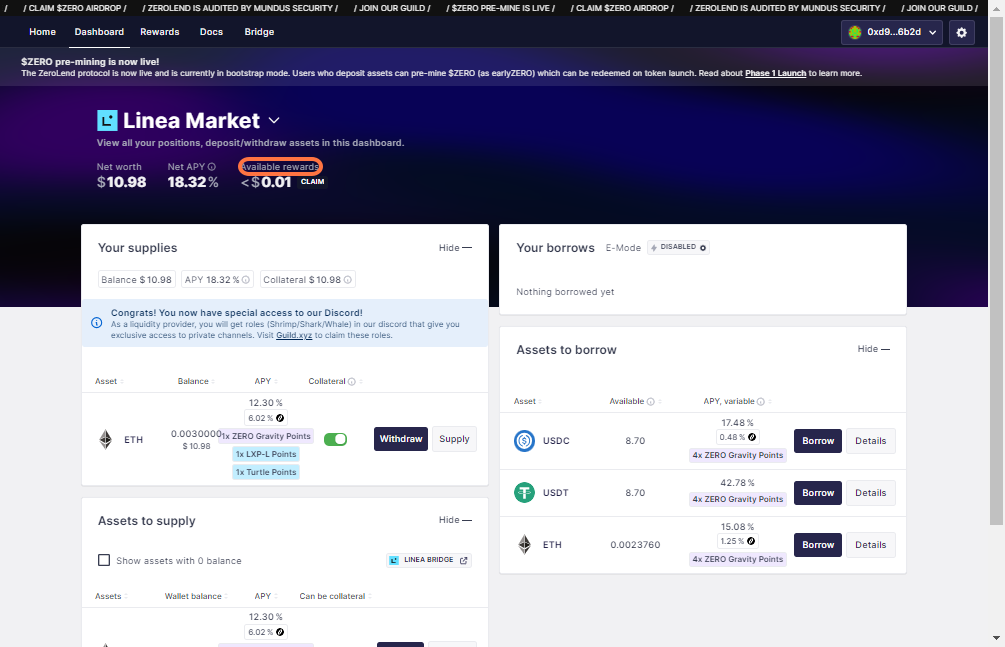 / / CLAIM $ZERO AIRDROP / / ZEROLEND IS AUDITED BY MUNDUS SECURITY / / JOIN OUR GUILD / / $ZERO PRE-MINE IS LIVE / / CLAIM $ZERO AIRDROP / / ZEROLEND IS AUDITED BY MUNDUS SECURITY / / JOIN OUR GUILD /
Home Dashboard Rewards Docs Bridge 0xd9...6b2d
$ZERO pre-mining is now live!
The ZeroLend protocol is now live and is currently in bootstrap mode. Users who deposit assets can pre-mine $ZERO (as earlyZERO) which can be redeemed on token launch. Read about Phase 1 Launch to learn more.
Linea Market
View all your positions, deposit/withdraw assets in this dashboard.
Net worth Net APY Available rewards
$10.98 18.32% <$0.01 CLAIM
Your supplies Hide —
Balance $10.98 APY 18.32% Collateral $10.98
Congrats! You now have special access to our Discord!
As a liquidity provider, you will get roles (Shrimp/Shark/Whale) in our discord that give you
exclusive access to private channels. Visit Guild.xyz to claim these roles.
Asset Balance APY Collateral
ETH
0.0030000
$10.98
12.30%
6.02%
1x ZERO Gravity Points
1x LXP-L Points
1x Turtle Points
Withdraw Supply
Assets to supply Hide —
Show assets with 0 balance LINEA BRIDGE
Assets Wallet balance APY Can be collateral
12.30%
6.02%
Your borrows E-Mode DISABLED
Nothing borrowed yet
Assets to borrow Hide —
Asset Available APY, variable
USDC 8.70
17.48%
0.48%
4x ZERO Gravity Points
Borrow Details
USDT 8.70
42.78%
4x ZERO Gravity Points
Borrow Details
ETH 0.0023760
15.08%
1.25%
4x ZERO Gravity Points
Borrow Details